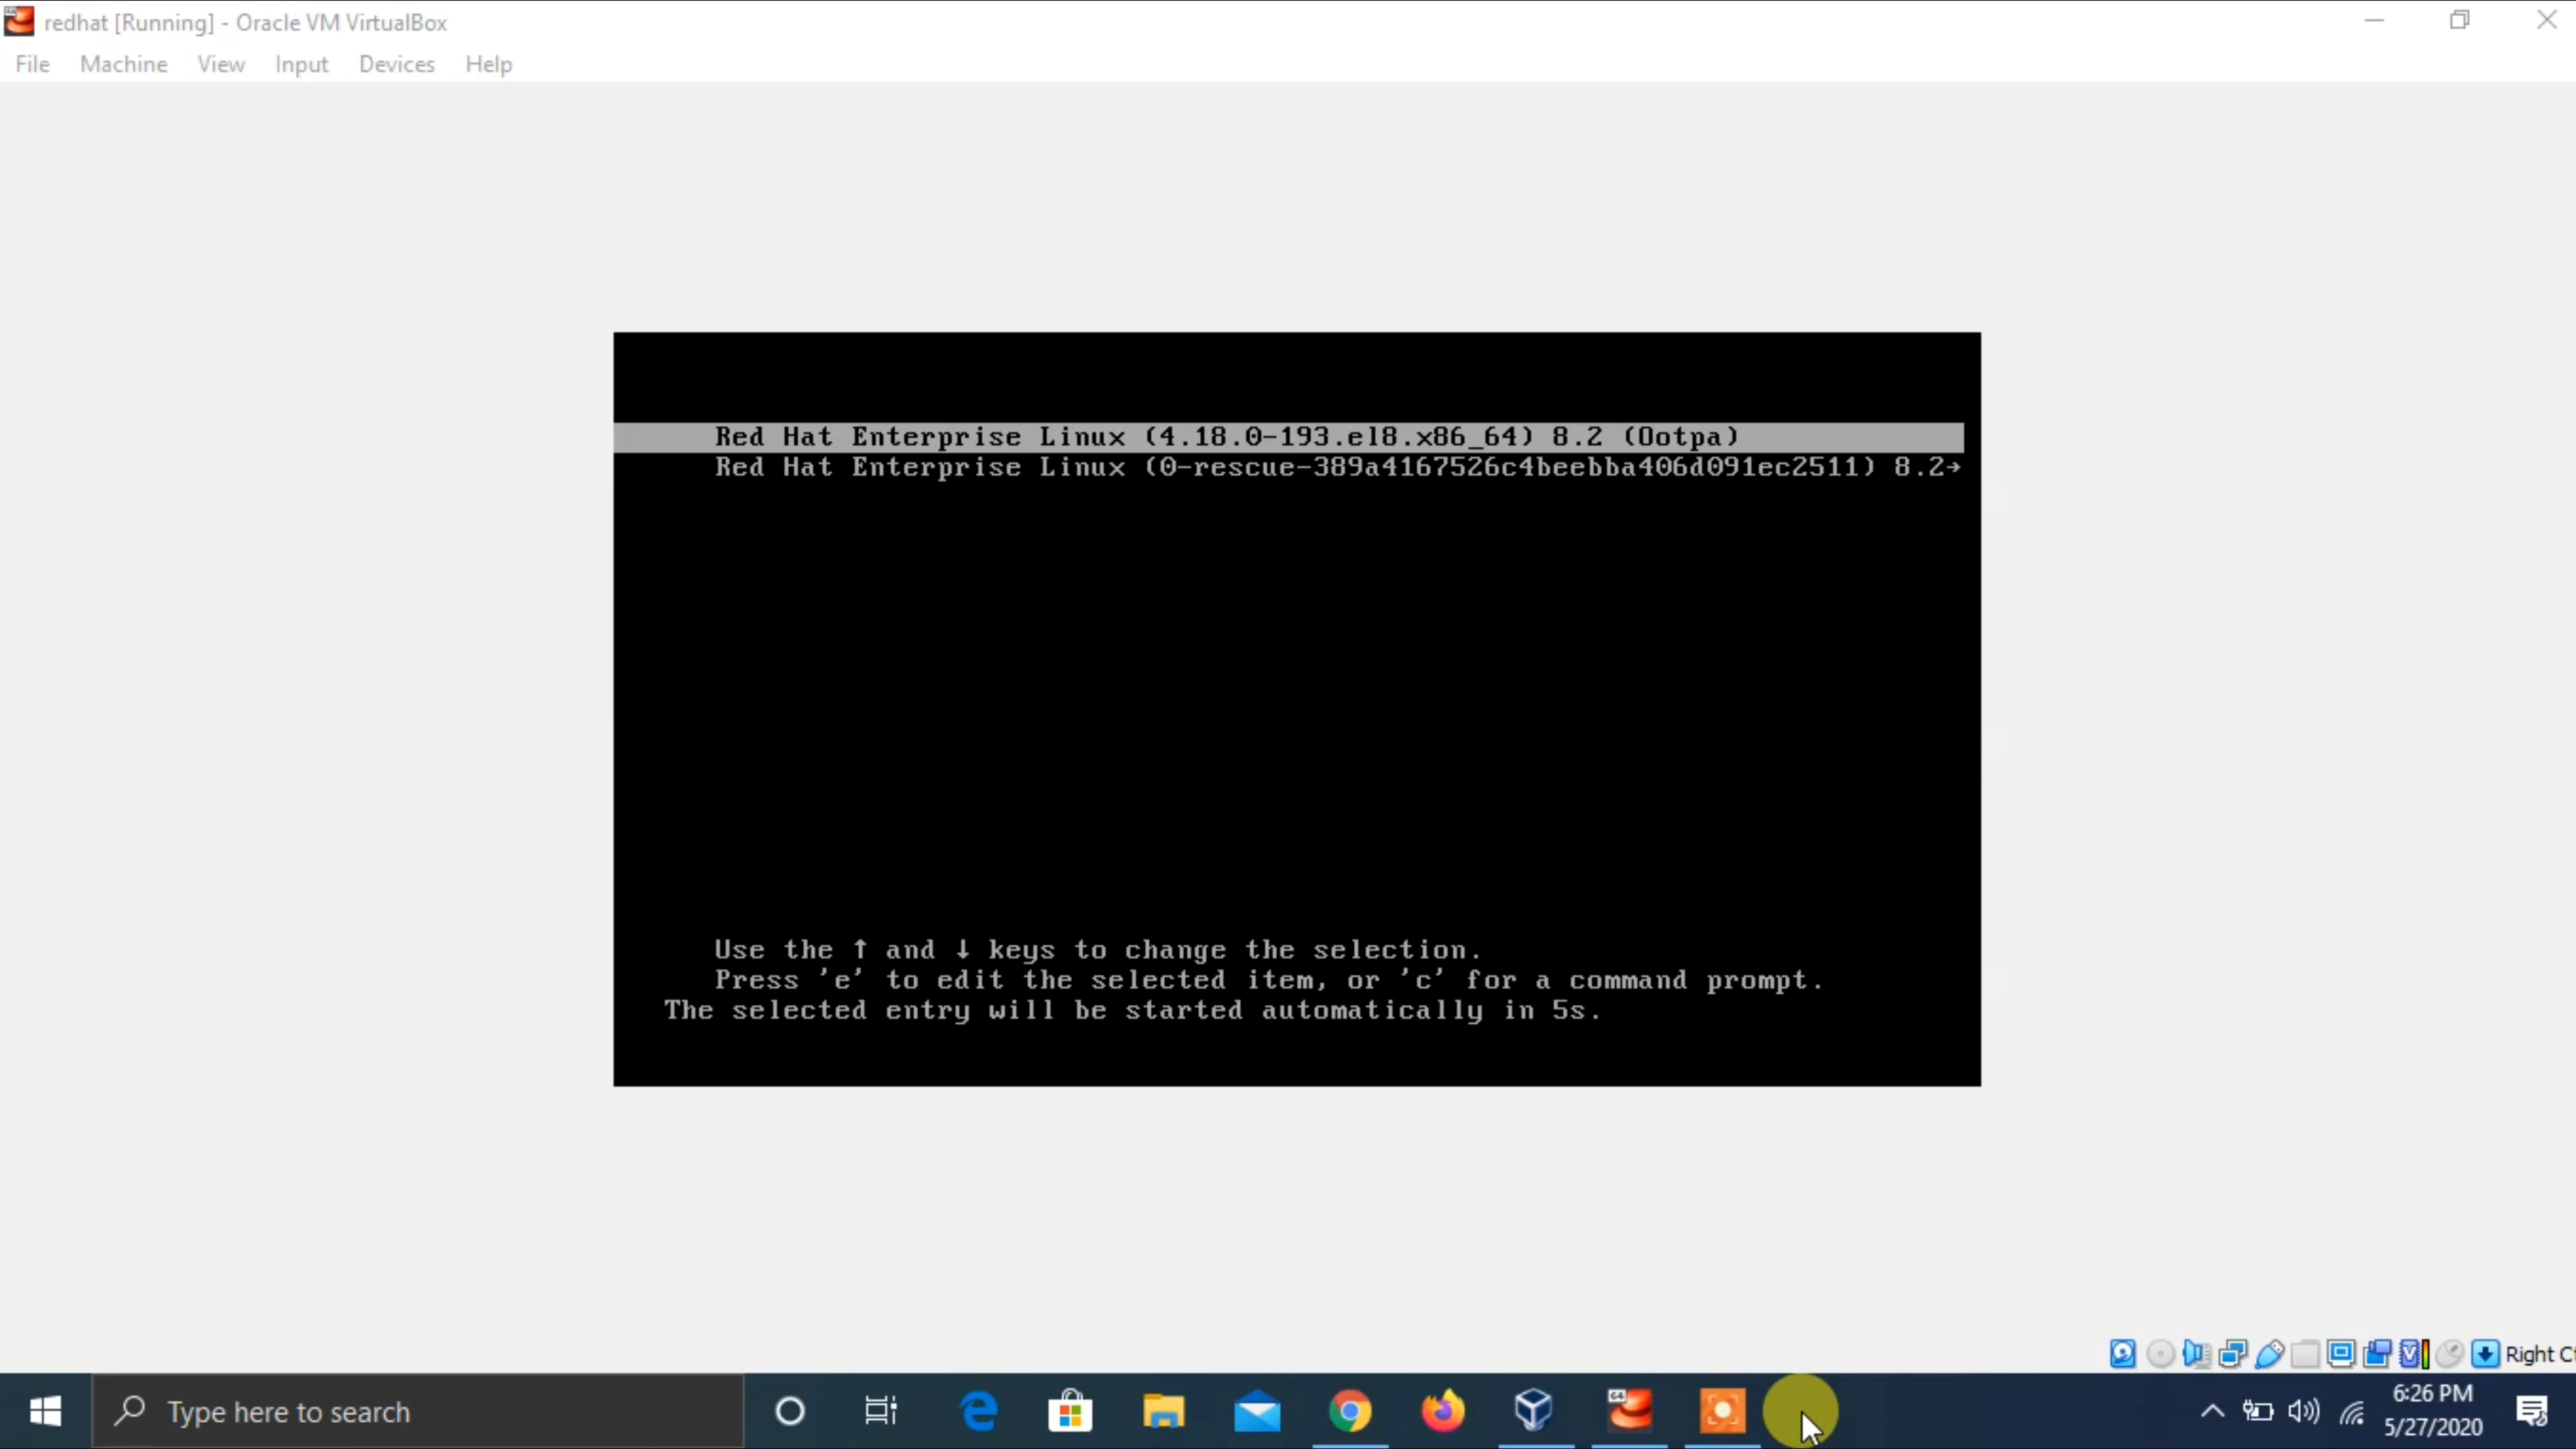 redhat [Running] - Oracle VM VirtualBox
File Machine View Input Devices Help
Red Hat Enterprise Linux (4.18.0-193.el8.x86_64) 8.2 (Ootpa)
Red Hat Enterprise Linux (0-rescue-389a4167526c4beebba406d091ec2511) 8.2→
Use the ↑ and ↓ keys to change the selection.
Press 'e' to edit the selected item, or 'c' for a command prompt.
The selected entry will be started automatically in 5s.
Right
Type here to search
64
6:26 PM
5/27/2020